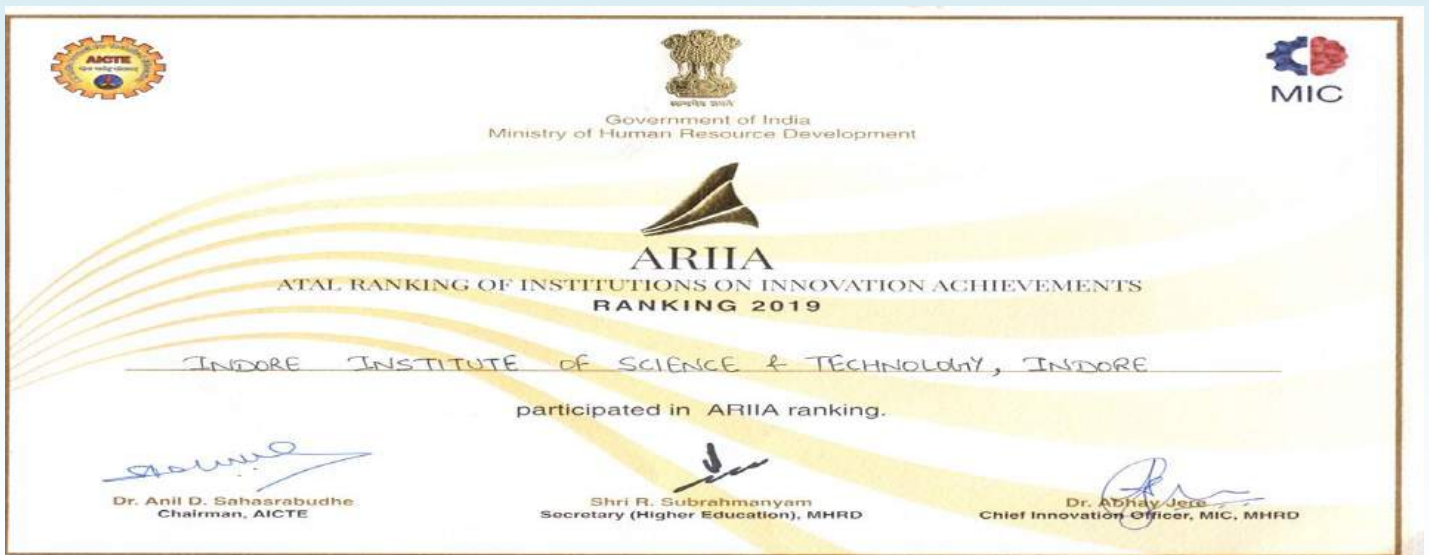 AICTE
MIC
Government of India
Ministry of Human Resource Development
ARIIA
ATAL RANKING OF INSTITUTIONS ON INNOVATION ACHIEVEMENTS
RANKING 2019
INDORE INSTITUTE OF SCIENCE & TECHNOLOGY, INDORE
participated in ARIIA ranking.
Dr. Anil D. Sahasrabudhe
Chairman, AICTE
Shri R. Subrahmanyam
Secretary (Higher Education), MHRD
Dr. Abhay Jere
Chief Innovation Officer, MIC, MHRD